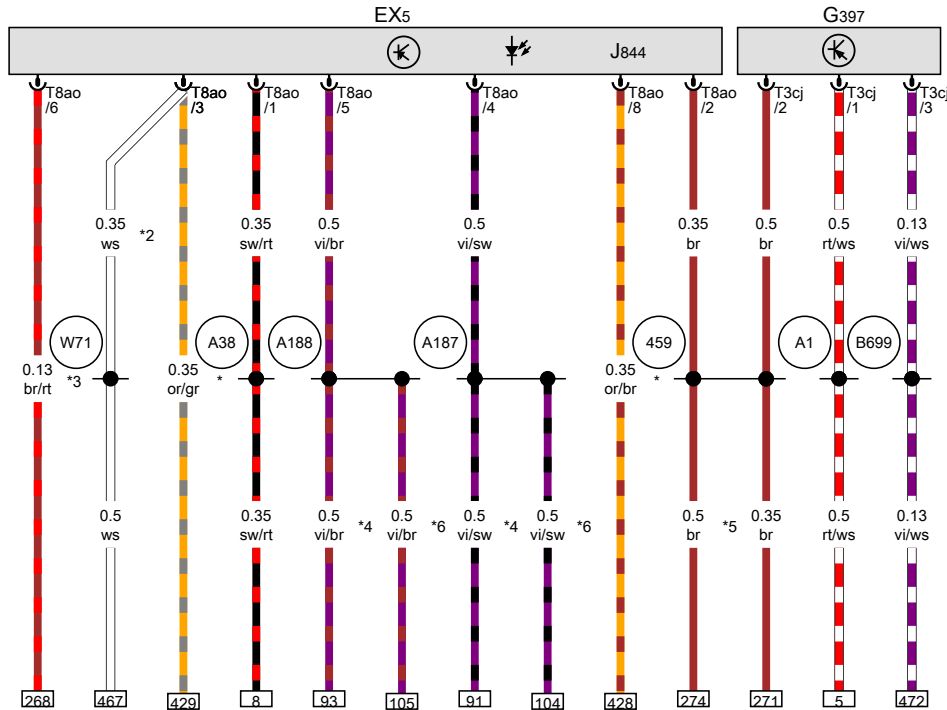 EX5 G397
J844
T8ao T8ao T8ao T8ao T8ao T8ao T8ao T3cj T3cj T3cj
/6 /3 /1 /5 /4 /8 /2 /2 /1 /3
0.35 0.35 0.5 0.5 0.35 0.5 0.5 0.13
ws *2 sw/rt vi/br vi/sw br br rt/ws vi/ws
W71 A38 A188 A187 459 A1 B699
0.13 0.35 0.35
br/rt *3 or/gr * or/br *
0.5 0.35 0.5 0.5 0.5 0.5 0.5 0.35 0.5 0.13
ws sw/rt vi/br *4 vi/br *6 vi/sw *4 vi/sw *6 br *5 br rt/ws vi/ws
268 467 429 8 93 105 91 104 428 274 271 5 472